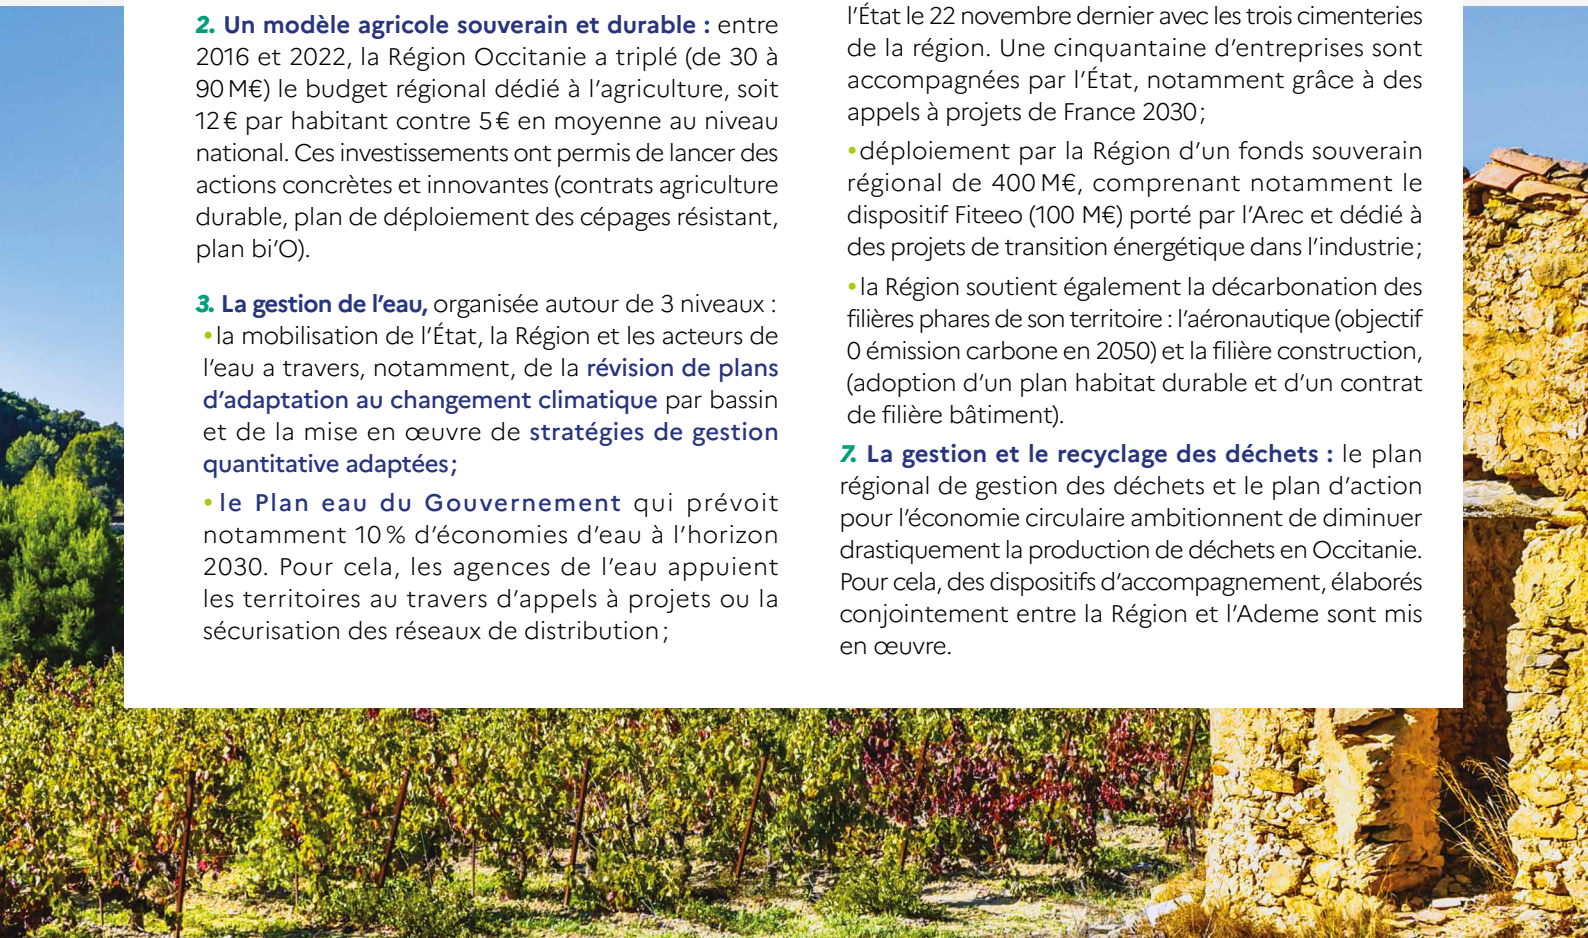 2. Un modèle agricole souverain et durable : entre
2016 et 2022, la Région Occitanie a triplé (de 30 à
90 M€) le budget régional dédié à l’agriculture, soit
12 € par habitant contre 5 € en moyenne au niveau
national. Ces investissements ont permis de lancer des
actions concrètes et innovantes (contrats agriculture
durable, plan de déploiement des cépages résistant,
plan bi’O).
3. La gestion de l’eau, organisée autour de 3 niveaux :
• la mobilisation de l’État, la Région et les acteurs de
l’eau a travers, notamment, de la révision de plans
d’adaptation au changement climatique par bassin
et de la mise en œuvre de stratégies de gestion
quantitative adaptées ;
• le Plan eau du Gouvernement qui prévoit
notamment 10 % d’économies d’eau à l’horizon
2030. Pour cela, les agences de l’eau appuient
les territoires au travers d’appels à projets ou la
sécurisation des réseaux de distribution ;
l’État le 22 novembre dernier avec les trois cimenteries
de la région. Une cinquantaine d’entreprises sont
accompagnées par l’État, notamment grâce à des
appels à projets de France 2030 ;
• déploiement par la Région d’un fonds souverain
régional de 400 M€, comprenant notamment le
dispositif Fiteeo (100 M€) porté par l’Arec et dédié à
des projets de transition énergétique dans l’industrie ;
• la Région soutient également la décarbonation des
filières phares de son territoire : l’aéronautique (objectif
0 émission carbone en 2050) et la filière construction,
(adoption d’un plan habitat durable et d’un contrat
de filière bâtiment).
7. La gestion et le recyclage des déchets : le plan
régional de gestion des déchets et le plan d’action
pour l’économie circulaire ambitionnent de diminuer
drastiquement la production de déchets en Occitanie.
Pour cela, des dispositifs d’accompagnement, élaborés
conjointement entre la Région et l’Ademe sont mis
en œuvre.